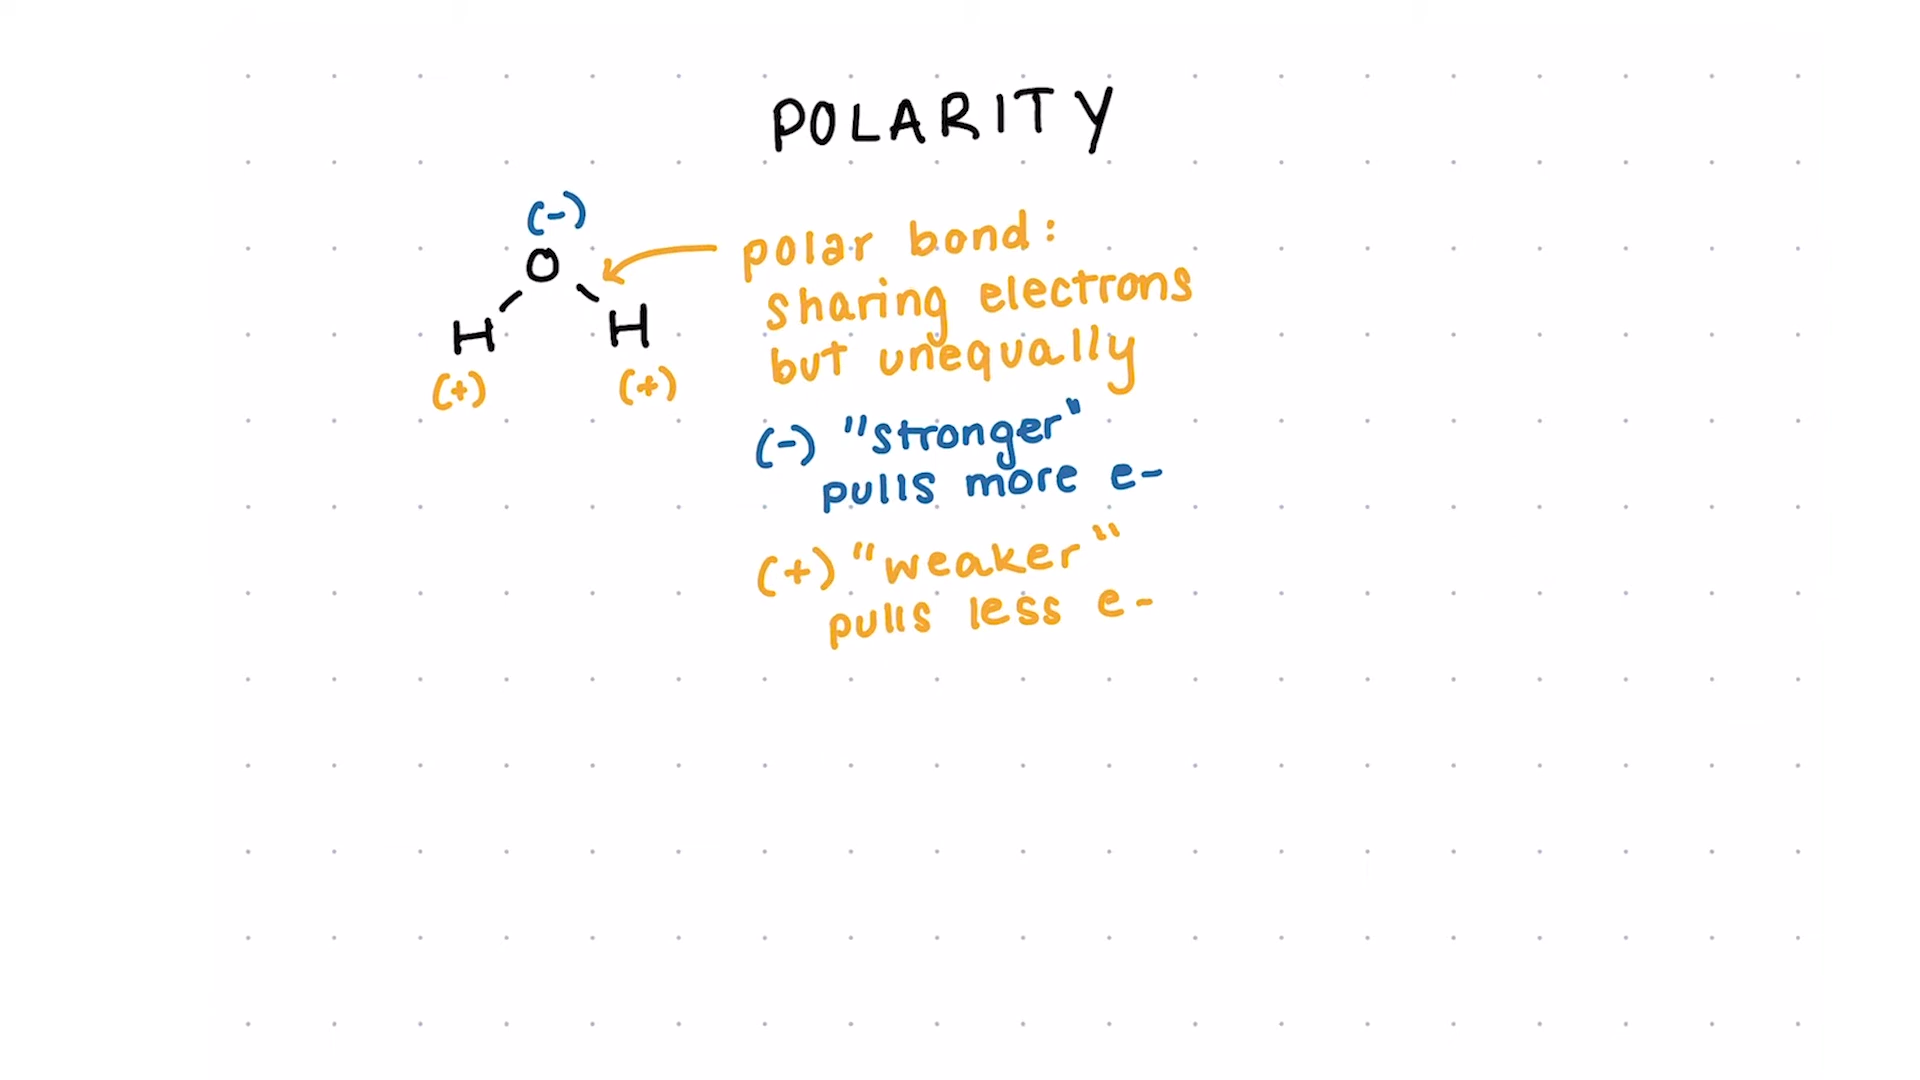 POLARITY
(-)
O
H H
(+) (+)
polar bond:
sharing electrons
but unequally
(-) "stronger"
pulls more e-
(+) "weaker"
pulls less e-